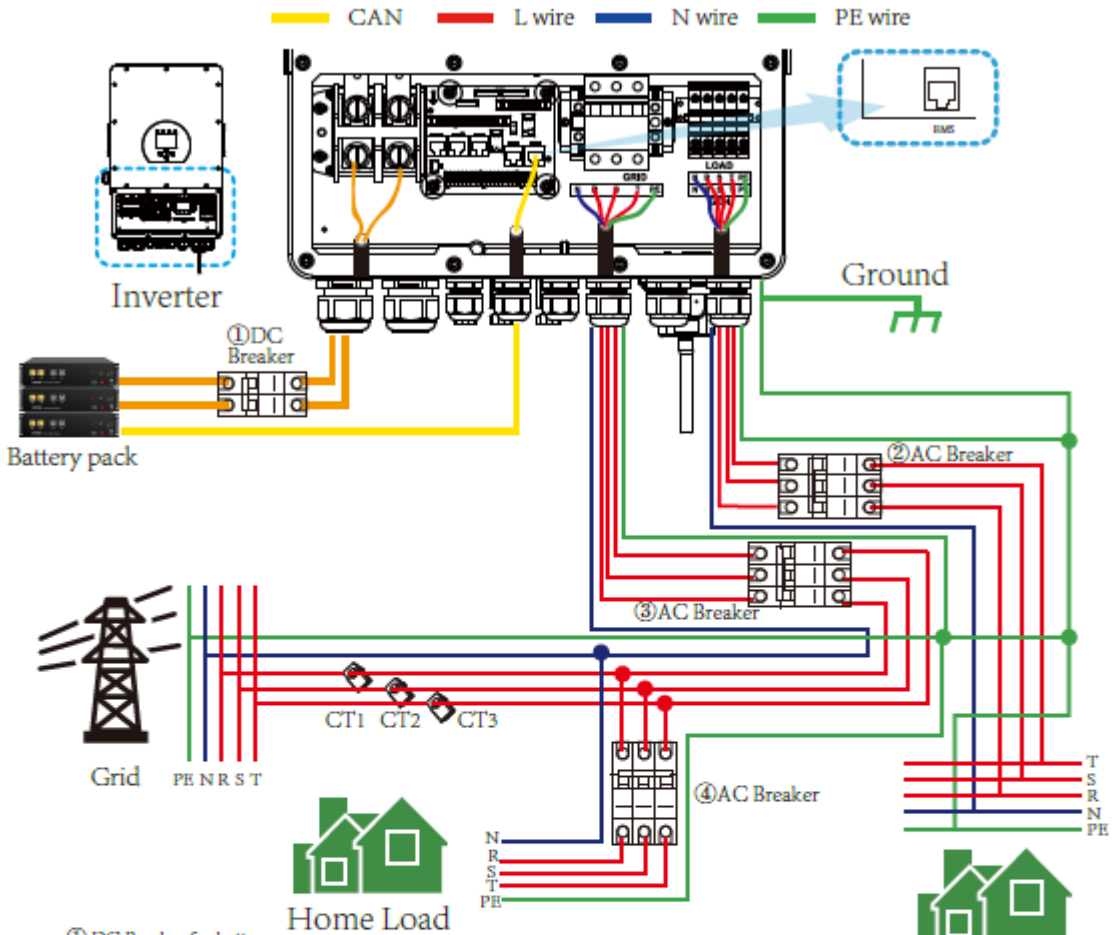 CAN L wire N wire PE wire
BMS
LOAD
GRID
Inverter
Ground
①DC
Breaker
Battery pack
②AC Breaker
③AC Breaker
CT1 CT2 CT3
Grid
PE N R S T
④AC Breaker
T
S
R
N
PE
N
R
S
T
PE
Home Load